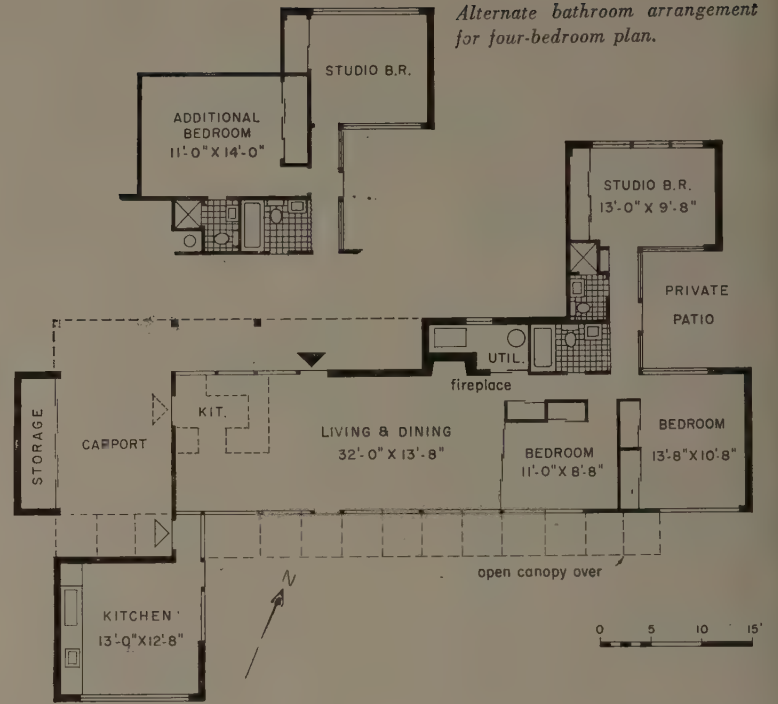 Alternate bathroom arrangement
for four-bedroom plan.
STUDIO B.R.
ADDITIONAL
BEDROOM
11'-0" X 14'-0"
STUDIO B.R.
13'-0" X 9'-8"
PRIVATE
PATIO
UTIL.
fireplace
KIT.
STORAGE
CARPORT
LIVING & DINING
32'-0" X 13'-8"
BEDROOM
11'-0" X 8'-8"
BEDROOM
13'-8" X 10'-8"
open canopy over
N
KITCHEN
13'-0" X 12'-8"
0 5 10 15'